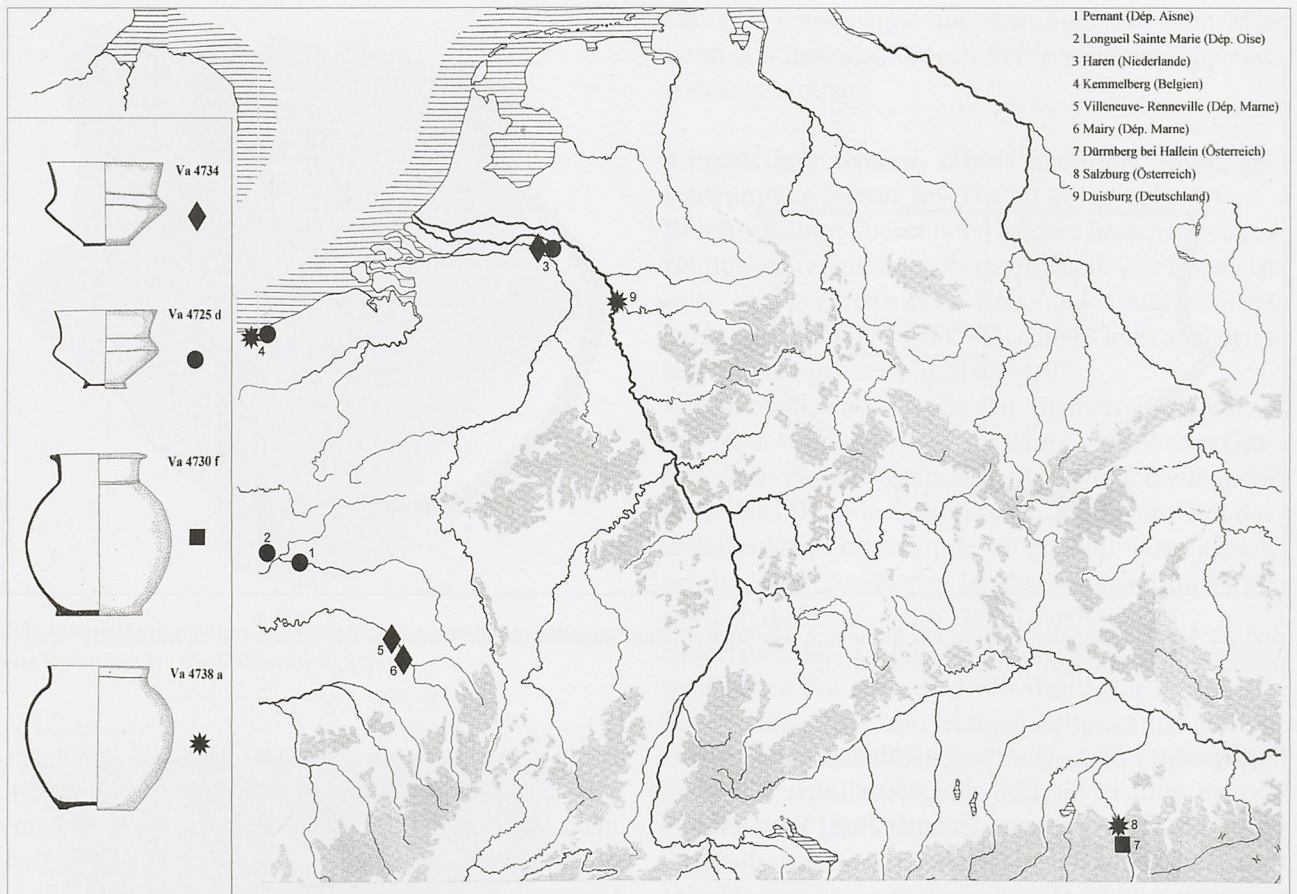 1 Pernant (Dép. Aisne)
2 Longueil Sainte Marie (Dép. Oise)
3 Haren (Niederlande)
4 Kemmelberg (Belgien)
5 Villeneuve- Renneville (Dép. Marne)
6 Mairy (Dép. Marne)
7 Dürrnberg bei Hallein (Österreich)
8 Salzburg (Österreich)
9 Duisburg (Deutschland)
Va 4734
Va 4725 d
Va 4730 f
Va 4738 a
3
9
4
2
1
5
6
8
7